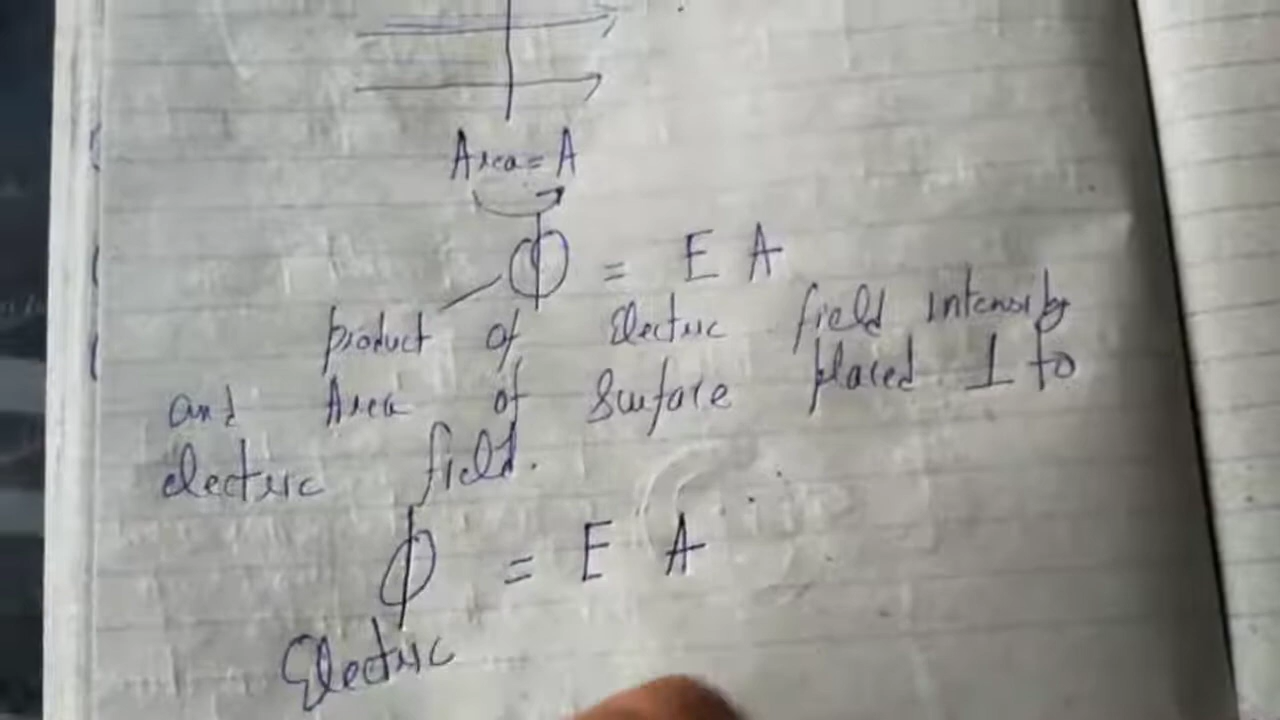 Area = A
ϕ = E A
product of Electric field intensity
and Area of Surface placed ⊥ to
electric field.
ϕ = E A
Electric